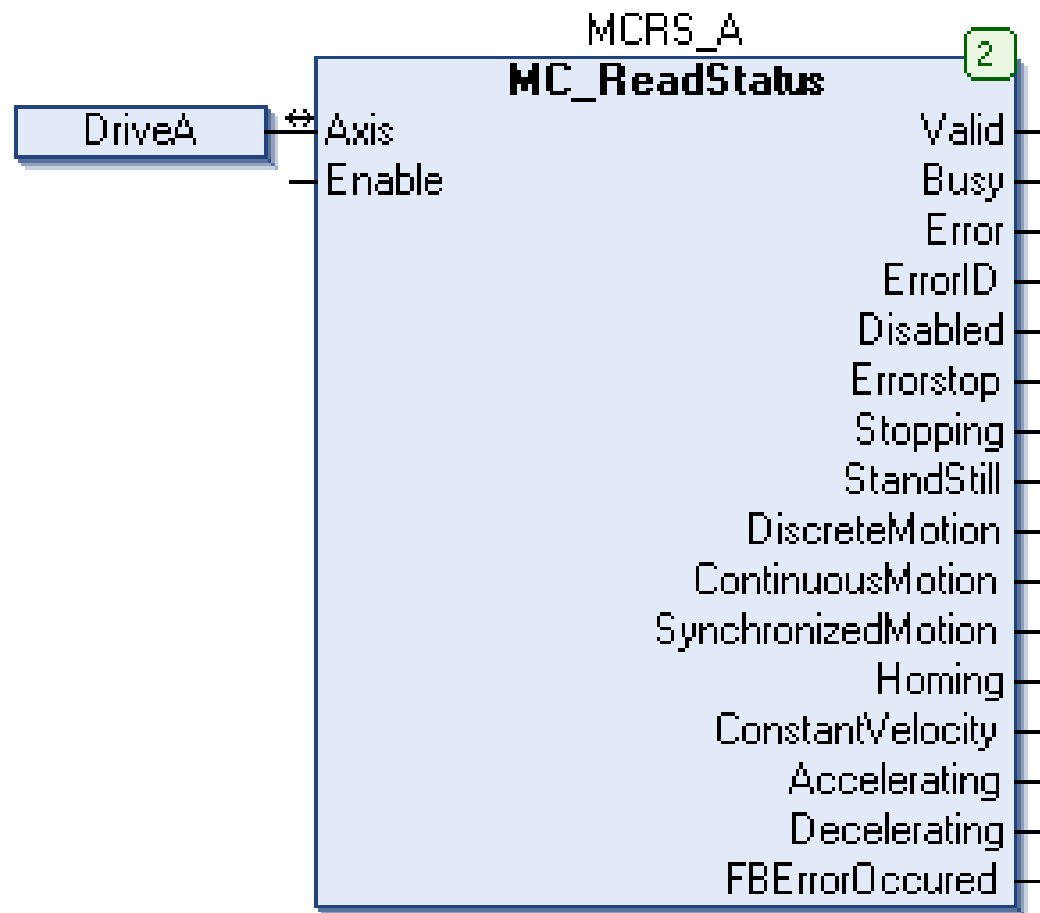 MCRS_A
2
MC_ReadStatus
DriveA
Axis
Valid
Enable
Busy
Error
ErrorID
Disabled
Errorstop
Stopping
StandStill
DiscreteMotion
ContinuousMotion
SynchronizedMotion
Homing
ConstantVelocity
Accelerating
Decelerating
FBErrorOccured